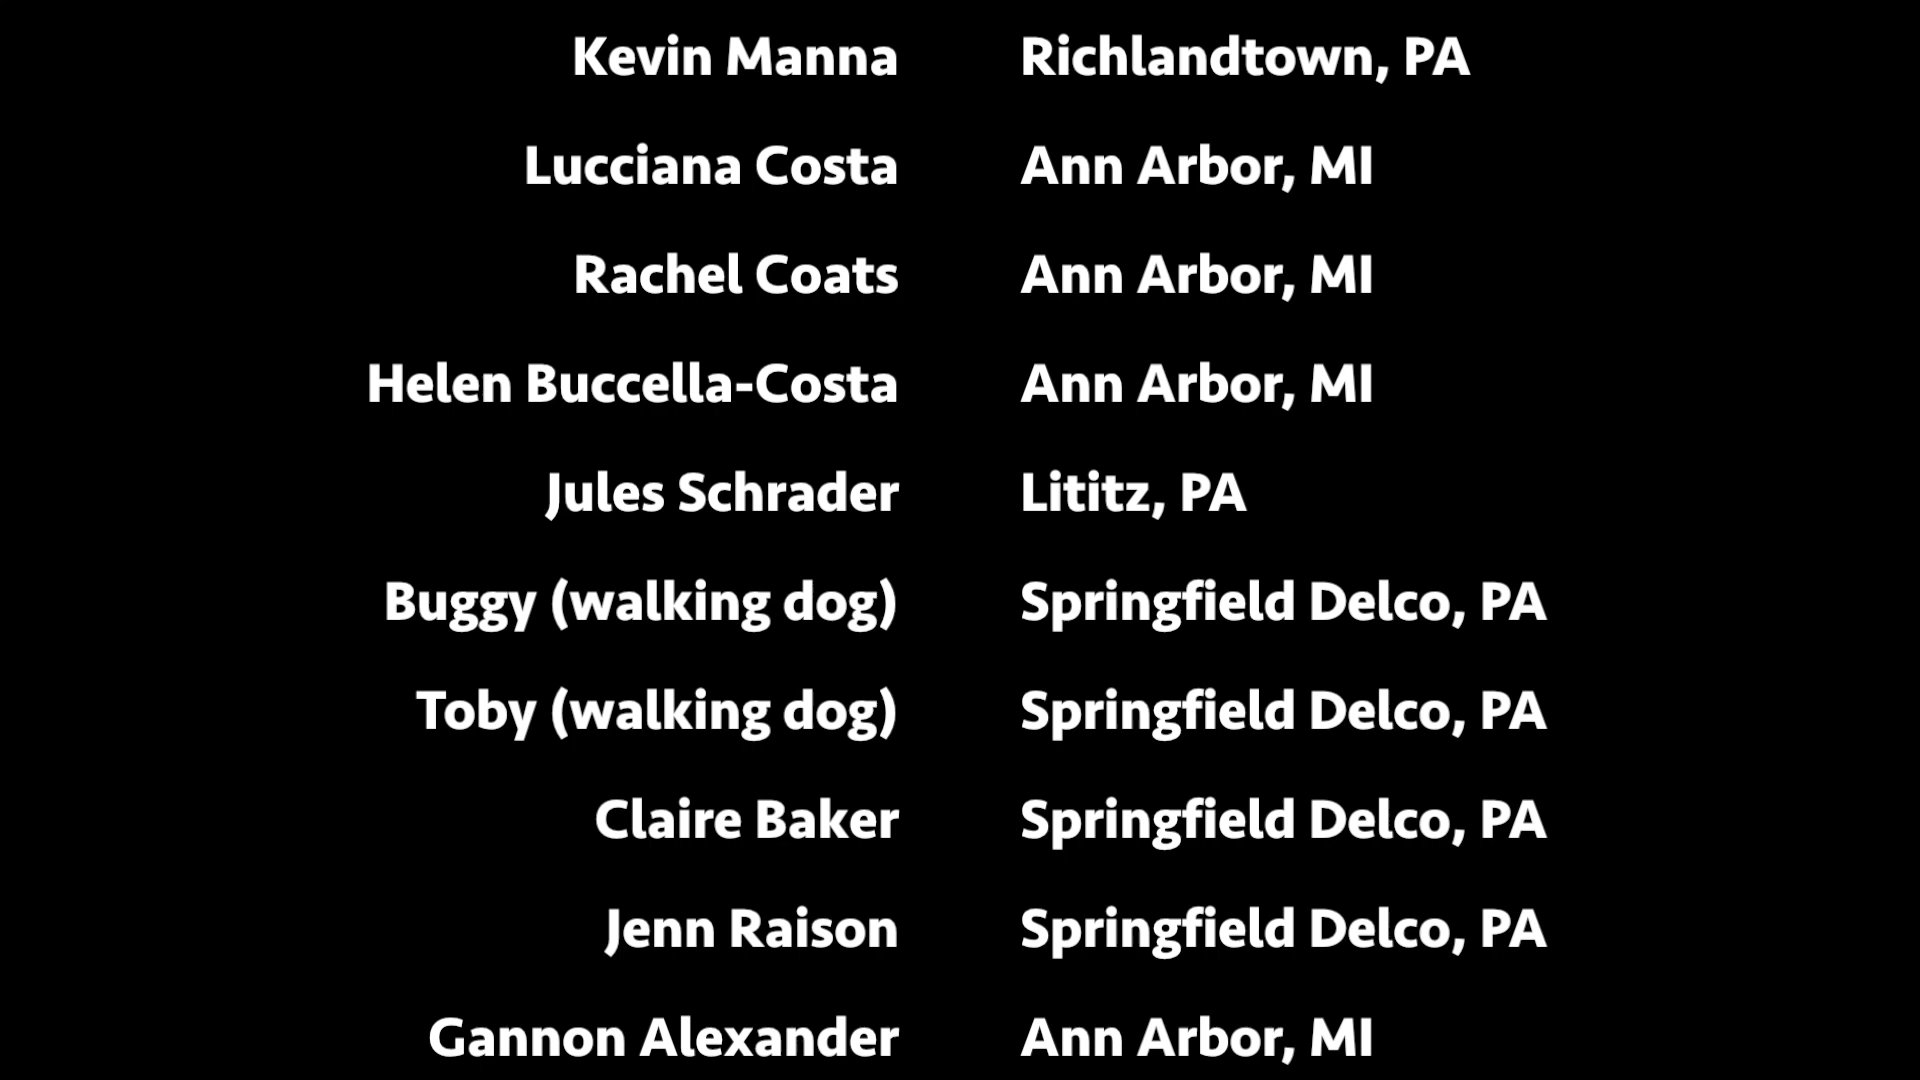 Kevin Manna Richlandtown, PA
Lucciana Costa Ann Arbor, MI
Rachel Coats Ann Arbor, MI
Helen Buccella-Costa Ann Arbor, MI
Jules Schrader Lititz, PA
Buggy (walking dog) Springfield Delco, PA
Toby (walking dog) Springfield Delco, PA
Claire Baker Springfield Delco, PA
Jenn Raison Springfield Delco, PA
Gannon Alexander Ann Arbor, MI